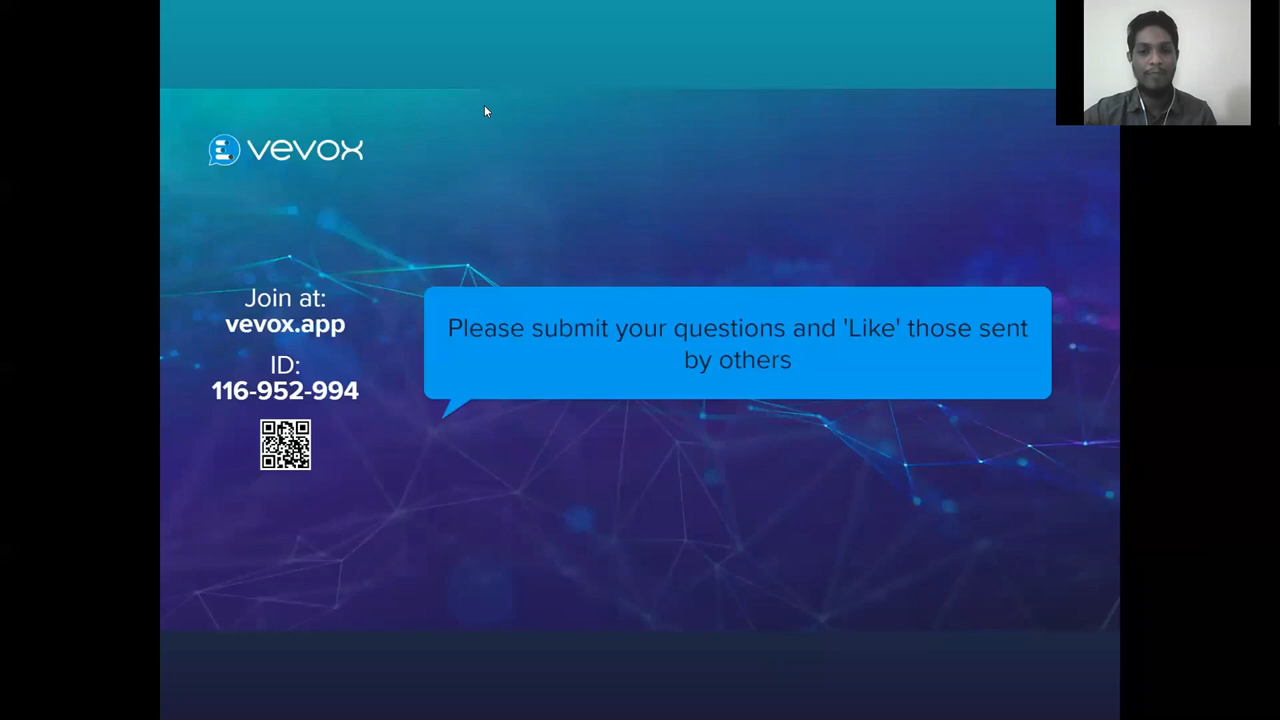 vevox
Join at:
vevox.app
ID:
116-952-994
Please submit your questions and 'Like' those sent
by others